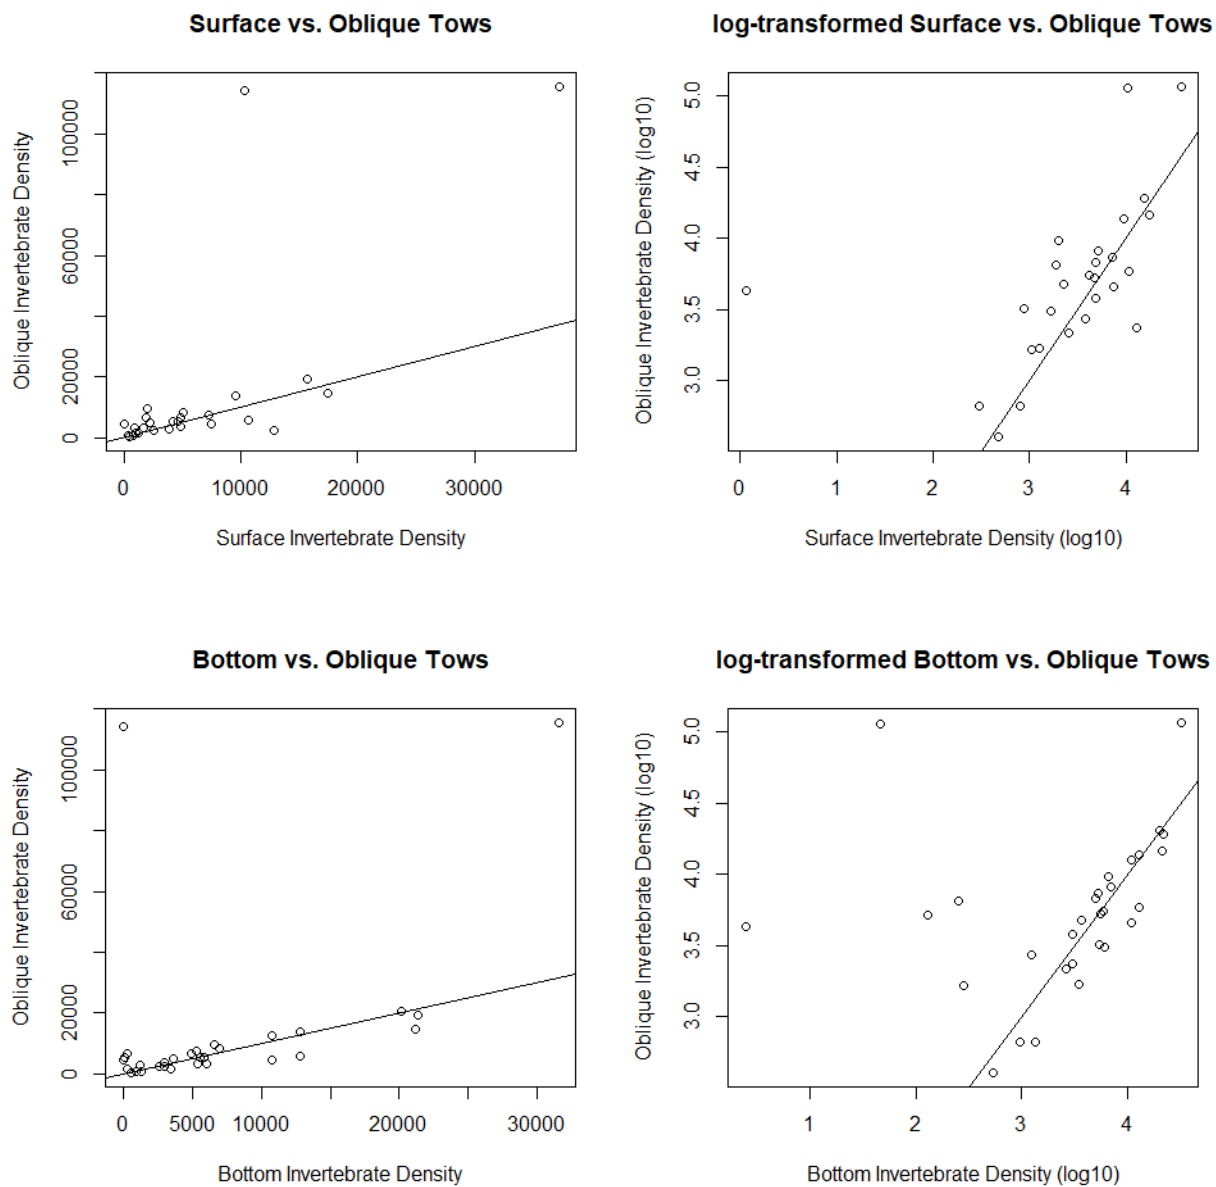 Surface vs. Oblique Tows
Oblique Invertebrate Density
100000
60000
20000
0
0 10000 20000 30000
Surface Invertebrate Density
log-transformed Surface vs. Oblique Tows
Oblique Invertebrate Density (log10)
5.0
4.5
4.0
3.5
3.0
0 1 2 3 4
Surface Invertebrate Density (log10)
Bottom vs. Oblique Tows
Oblique Invertebrate Density
100000
60000
20000
0
0 5000 10000 20000 30000
Bottom Invertebrate Density
log-transformed Bottom vs. Oblique Tows
Oblique Invertebrate Density (log10)
5.0
4.5
4.0
3.5
3.0
1 2 3 4
Bottom Invertebrate Density (log10)